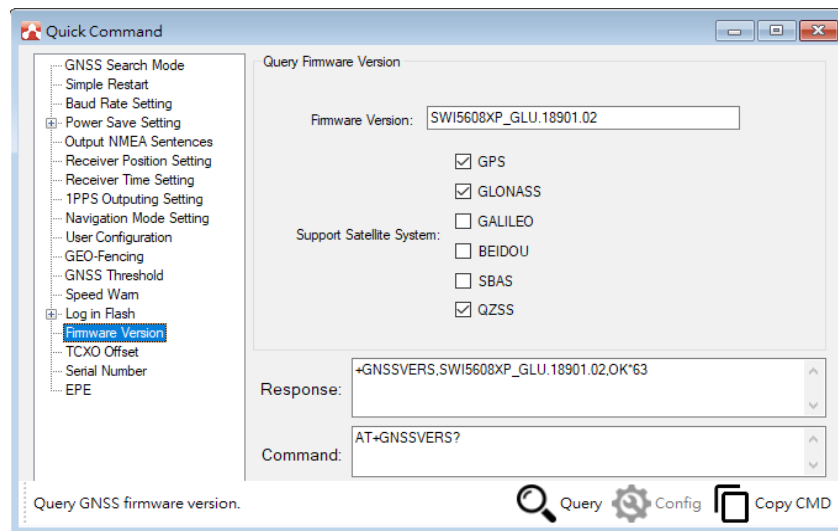 Quick Command
GNSS Search Mode
Simple Restart
Baud Rate Setting
Power Save Setting
Output NMEA Sentences
Receiver Position Setting
Receiver Time Setting
1PPS Outputing Setting
Navigation Mode Setting
User Configuration
GEO-Fencing
GNSS Threshold
Speed Warn
Log in Flash
Firmware Version
TCXO Offset
Serial Number
EPE
Query Firmware Version
Firmware Version: SWI5608XP_GLU.18901.02
Support Satellite System:
GPS
GLONASS
GALILEO
BEIDOU
SBAS
QZSS
Response: +GNSSVERS,SWI5608XP_GLU.18901.02,OK*63
Command: AT+GNSSVERS?
Query GNSS firmware version.
Query
Config
Copy CMD